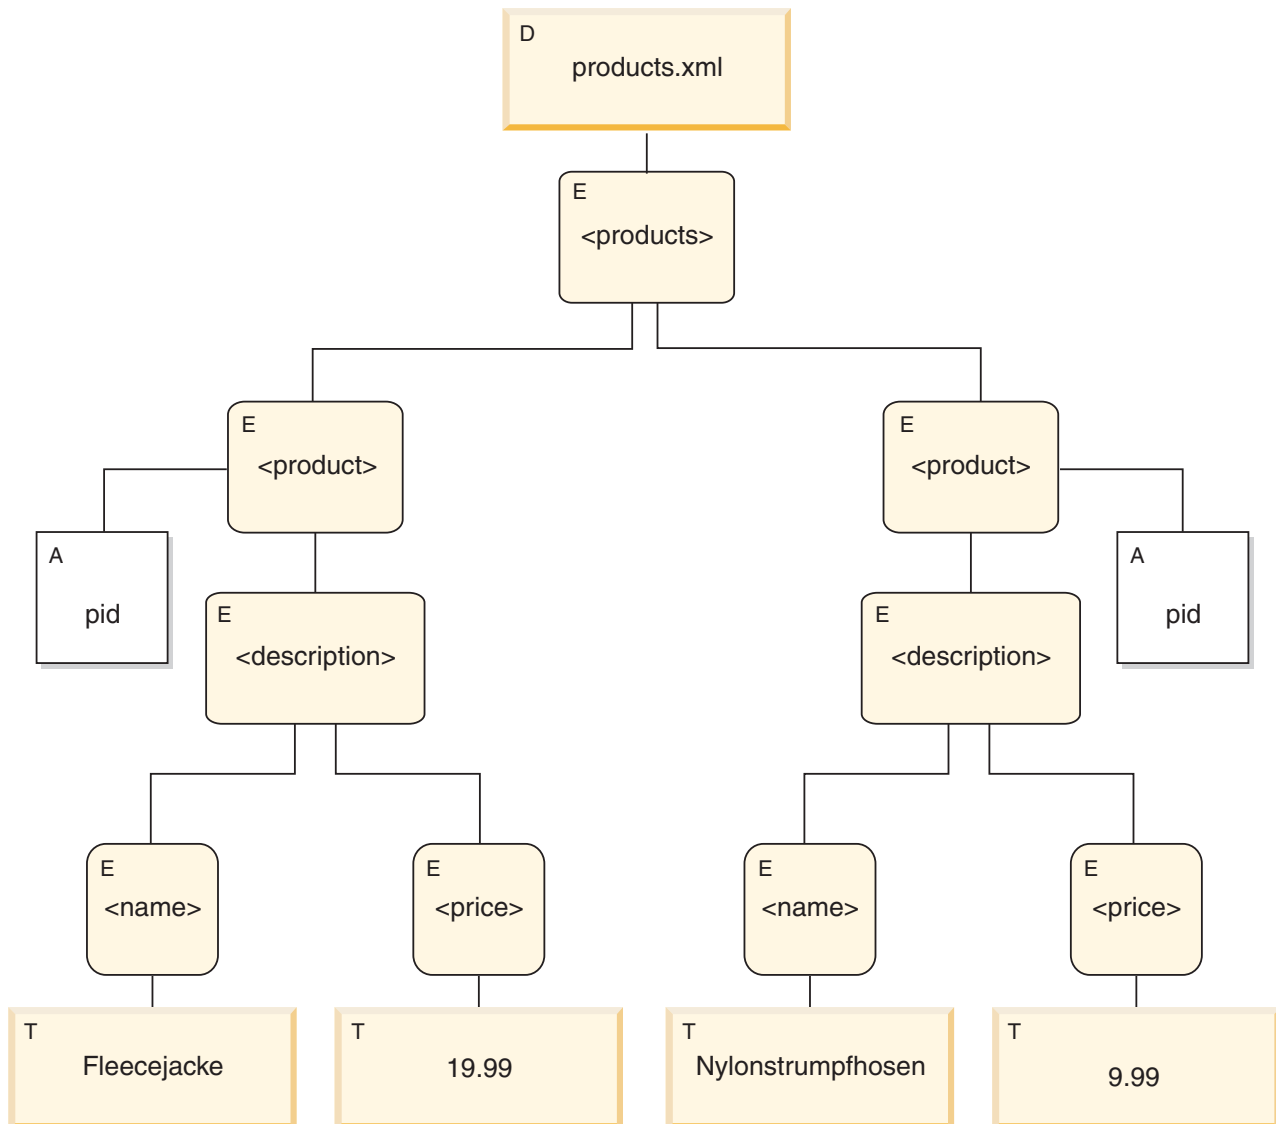 D
products.xml
E
<products>
E
<product>
E
<product>
A
pid
A
pid
E
<description>
E
<description>
E
<name>
E
<price>
E
<name>
E
<price>
T
Fleecejacke
T
19.99
T
Nylonstrumpfhosen
T
9.99